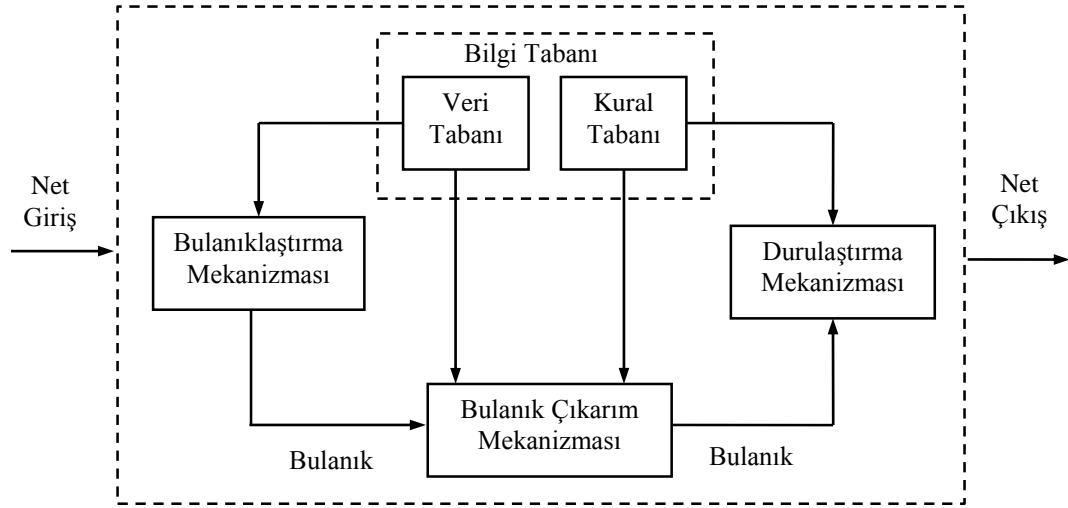 Bilgi Tabanı
Veri
Tabanı
Kural
Tabanı
Net
Giriş
Net
Çıkış
Bulanıklaştırma
Mekanizması
Durulaştırma
Mekanizması
Bulanık Çıkarım
Mekanizması
Bulanık
Bulanık